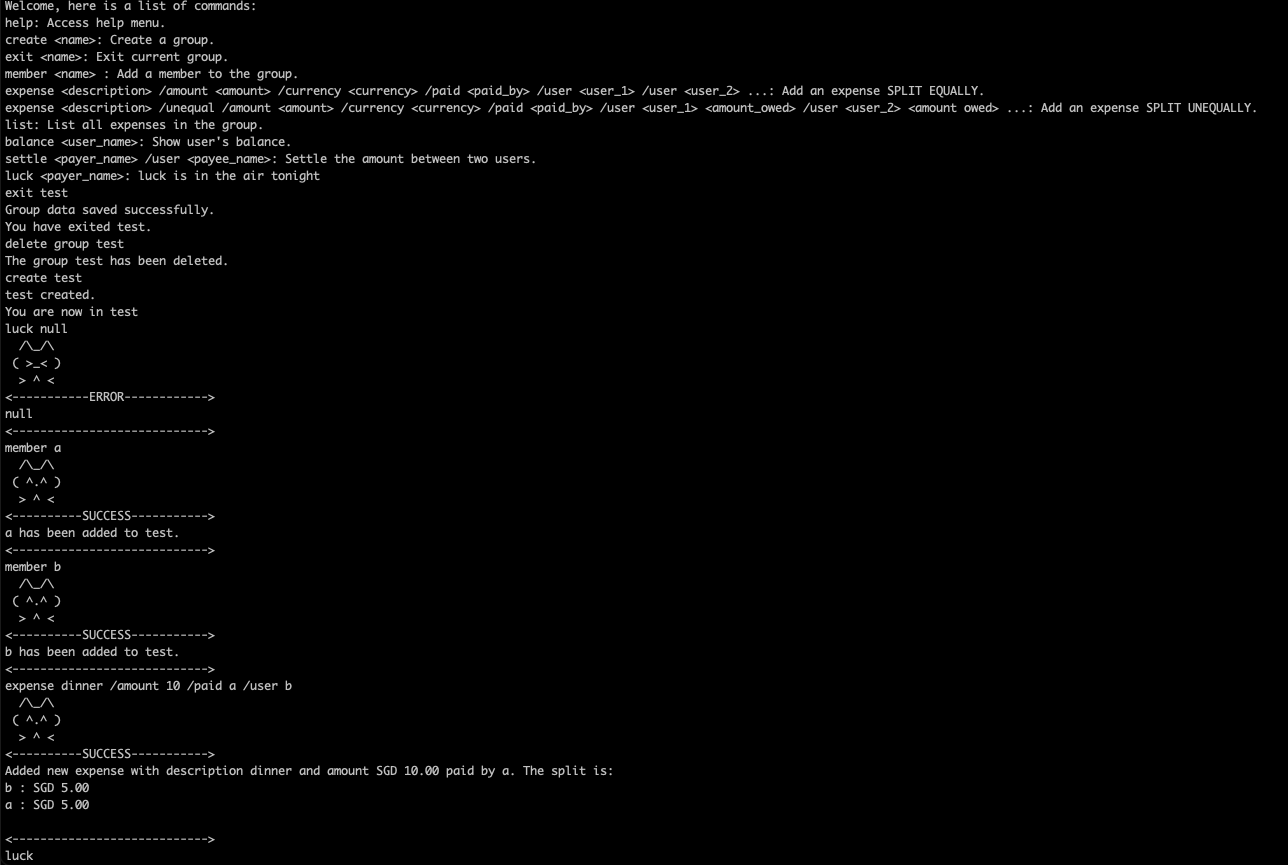 Welcome, here is a list of commands:
help: Access help menu.
create <name>: Create a group.
exit <name>: Exit current group.
member <name> : Add a member to the group.
expense <description> /amount <amount> /currency <currency> /paid <paid_by> /user <user_1> /user <user_2> ...: Add an expense SPLIT EQUALLY.
expense <description> /unequal /amount <amount> /currency <currency> /paid <paid_by> /user <user_1> <amount_owed> /user <user_2> <amount owed> ...: Add an expense SPLIT UNEQUALLY.
list: List all expenses in the group.
balance <user_name>: Show user's balance.
settle <payer_name> /user <payee_name>: Settle the amount between two users.
luck <payer_name>: luck is in the air tonight
exit test
Group data saved successfully.
You have exited test.
delete group test
The group test has been deleted.
create test
test created.
You are now in test
luck null
  /\_/\
 ( >_< )
  > ^ <
<-----------ERROR------------>
null
<---------------------------->
member a
  /\_/\
 ( ^.^ )
  > ^ <
<----------SUCCESS----------->
a has been added to test.
<---------------------------->
member b
  /\_/\
 ( ^.^ )
  > ^ <
<----------SUCCESS----------->
b has been added to test.
<---------------------------->
expense dinner /amount 10 /paid a /user b
  /\_/\
 ( ^.^ )
  > ^ <
<----------SUCCESS----------->
Added new expense with description dinner and amount SGD 10.00 paid by a. The split is:
b : SGD 5.00
a : SGD 5.00

<---------------------------->
luck